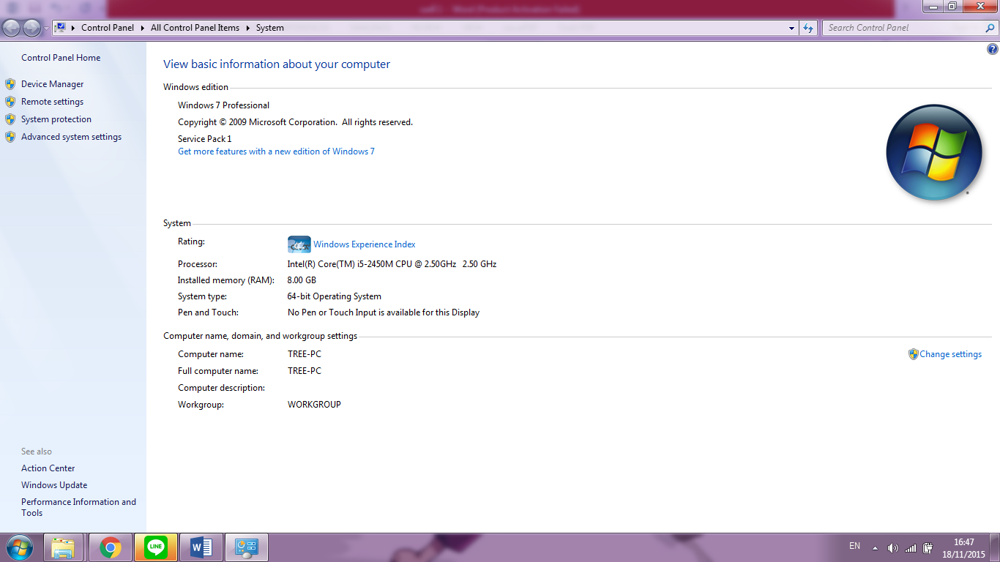 Word (Product Activation Failed)
Control Panel
All Control Panel Items
System
Search Control Panel
Control Panel Home
Device Manager
Remote settings
System protection
Advanced system settings
View basic information about your computer
Windows edition
Windows 7 Professional
Copyright © 2009 Microsoft Corporation. All rights reserved.
Service Pack 1
Get more features with a new edition of Windows 7
System
Rating: Windows Experience Index
Processor: Intel(R) Core(TM) i5-2450M CPU @ 2.50GHz 2.50 GHz
Installed memory (RAM): 8.00 GB
System type: 64-bit Operating System
Pen and Touch: No Pen or Touch Input is available for this Display
Computer name, domain, and workgroup settings
Computer name: TREE-PC
Change settings
Full computer name: TREE-PC
Computer description:
Workgroup: WORKGROUP
See also
Action Center
Windows Update
Performance Information and
Tools
LINE
W
EN
16:47
18/11/2015